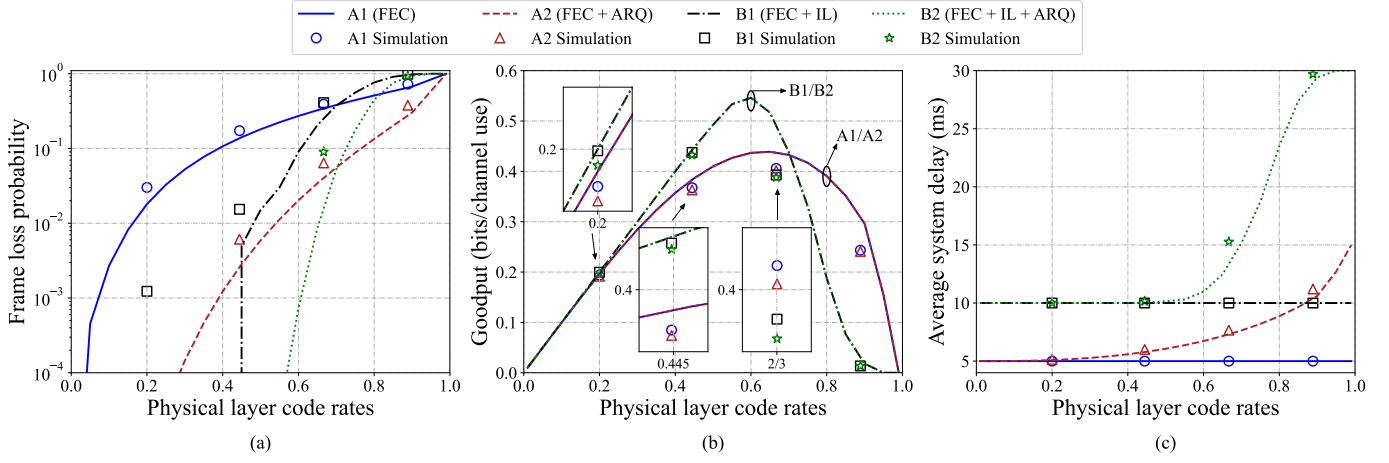 A1 (FEC) A2 (FEC + ARQ) B1 (FEC + IL) B2 (FEC + IL + ARQ)
A1 Simulation A2 Simulation B1 Simulation B2 Simulation
Frame loss probability
10^0
10^−1
10^−2
10^−3
10^−4
0.0 0.2 0.4 0.6 0.8 1.0
Physical layer code rates
(a)
Goodput (bits/channel use)
0.6
0.5
0.4
0.3
0.2
0.1
0.0
0.0 0.2 0.4 0.6 0.8 1.0
B1/B2
A1/A2
0.2
0.2
0.4
0.445
0.4
2/3
Physical layer code rates
(b)
Average system delay (ms)
30
25
20
15
10
5
0.0 0.2 0.4 0.6 0.8 1.0
Physical layer code rates
(c)